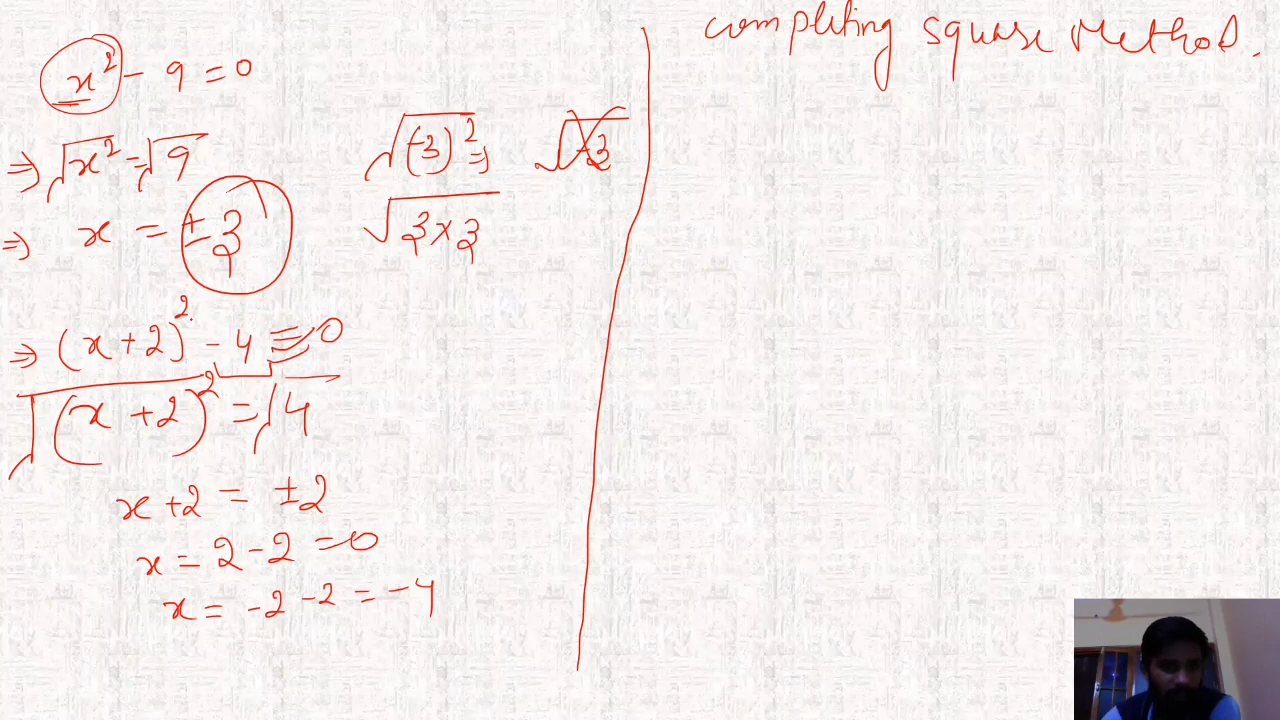 x² - 9 = 0
⇒ √x² = √9
⇒ x = ±3
√(-3)² ⇒
√3×3
⇒ (x+2)² - 4 = 0
√(x+2)² = √4
x+2 = ±2
x = 2 - 2 = 0
x = -2 -2 = -4
completing square Method.